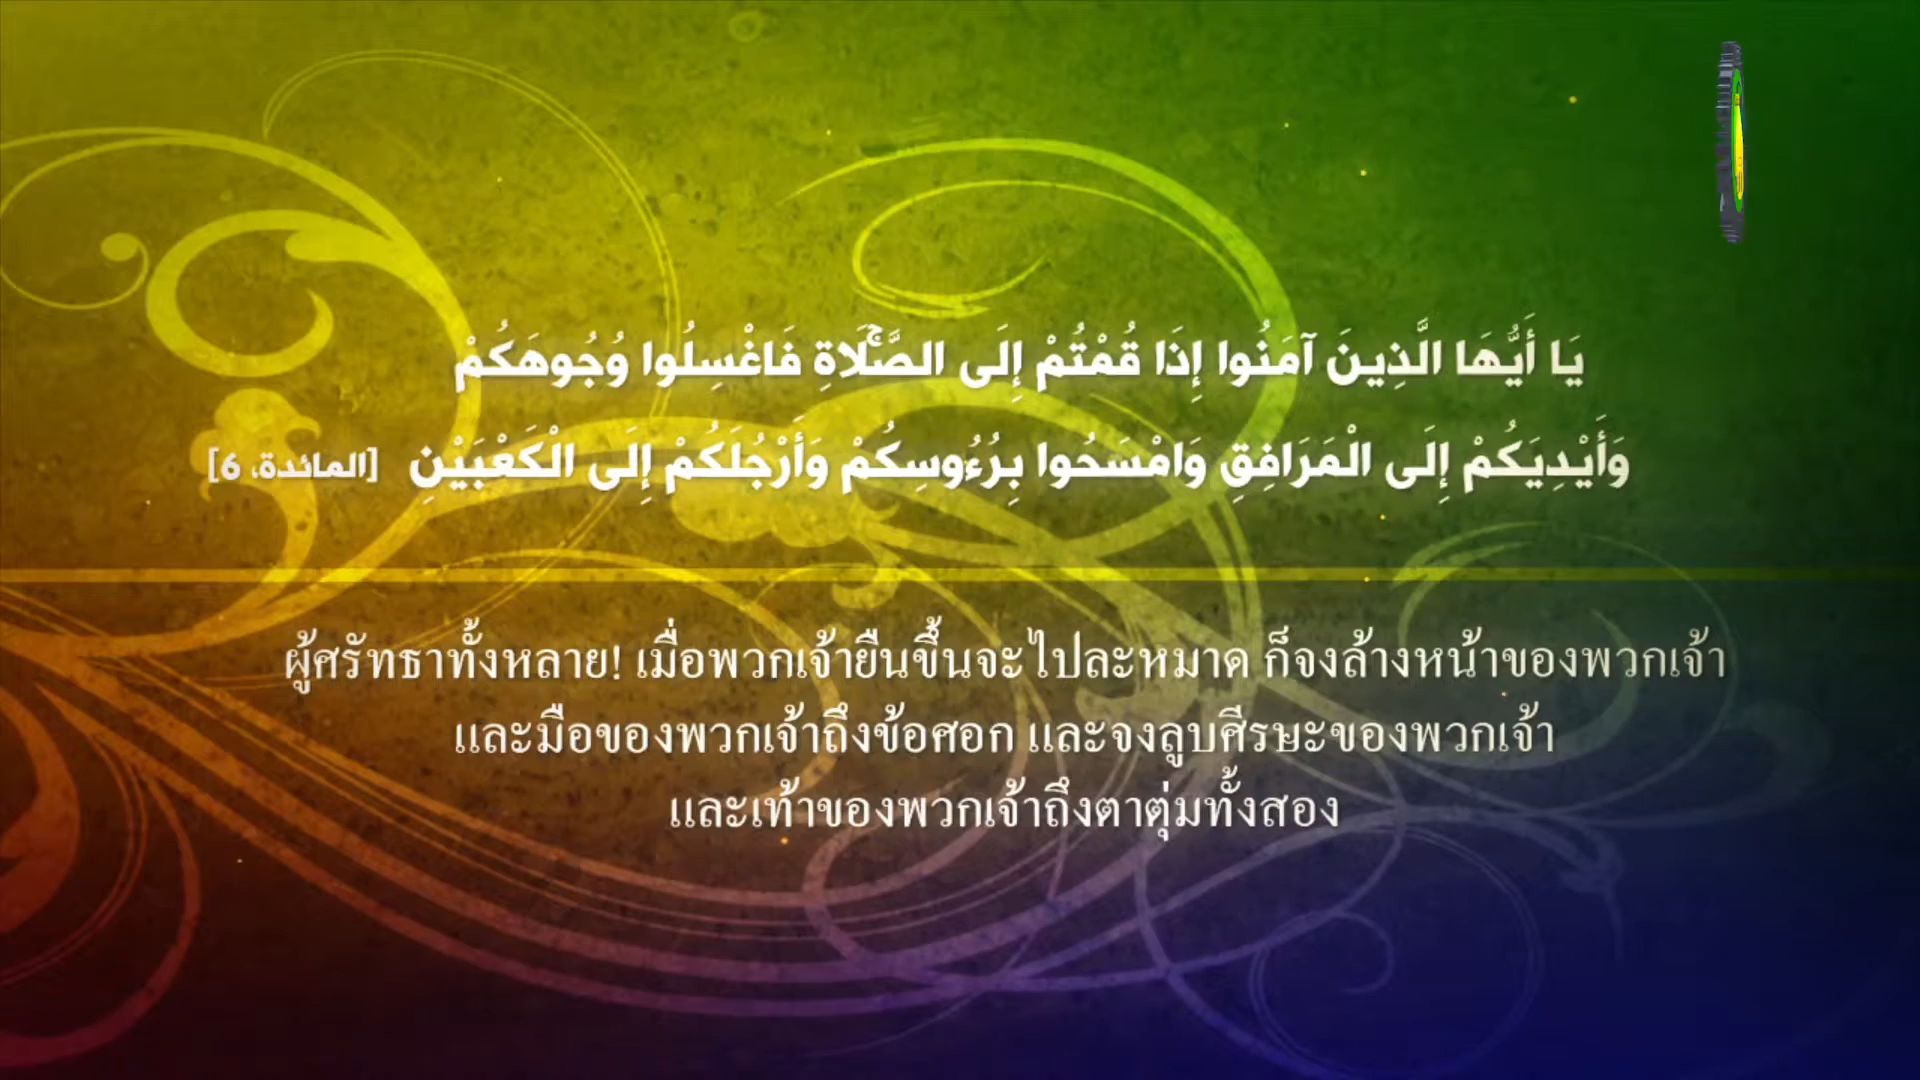 يَا أَيُّهَا الَّذِينَ آمَنُوا إِذَا قُمْتُمْ إِلَى الصَّلَاةِ فَاغْسِلُوا وُجُوهَكُمْ
وَأَيْدِيَكُمْ إِلَى الْمَرَافِقِ وَامْسَحُوا بِرُءُوسِكُمْ وَأَرْجُلَكُمْ إِلَى الْكَعْبَيْنِ [المائدة، 6]
ผู้ศรัทธาทั้งหลาย! เมื่อพวกเจ้ายืนขึ้นจะไปละหมาด ก็จงล้างหน้าของพวกเจ้า
และมือของพวกเจ้าถึงข้อศอก และจงลูบศีรษะของพวกเจ้า
และเท้าของพวกเจ้าถึงตาตุ่มทั้งสอง